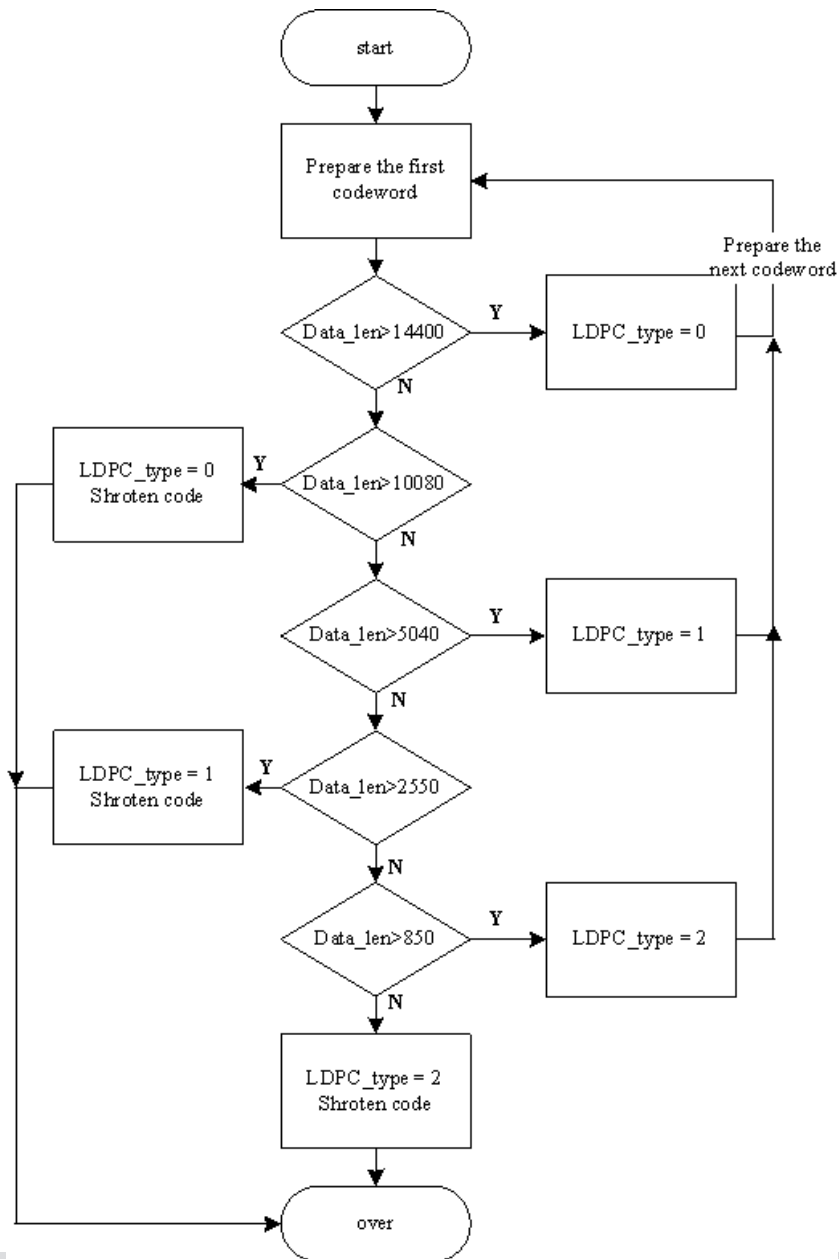 start
Prepare the first
codeword
Prepare the
next codeword
Data_len>14400
Y
LDPC_type = 0
N
LDPC_type = 0
Shroten code
Y
Data_len>10080
N
Data_len>5040
Y
LDPC_type = 1
N
LDPC_type = 1
Shroten code
Y
Data_len>2550
N
Data_len>850
Y
LDPC_type = 2
N
LDPC_type = 2
Shroten code
over